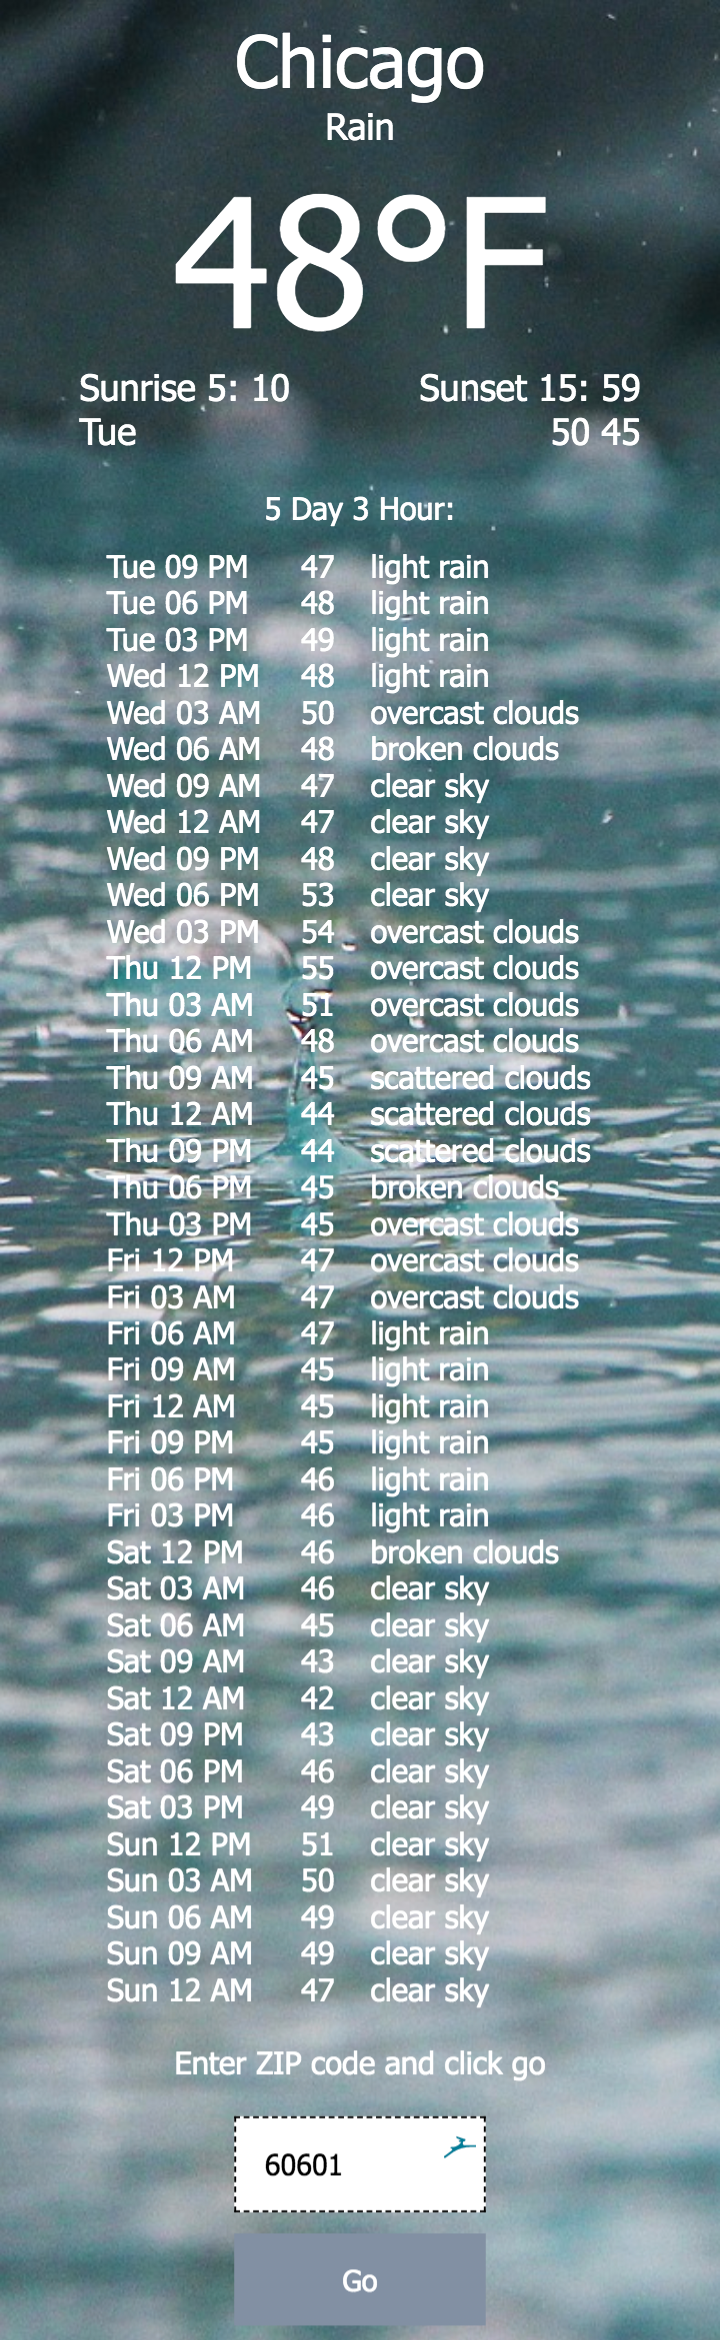 Chicago
Rain
48°F
Sunrise 5: 10 Sunset 15: 59
Tue 50 45
5 Day 3 Hour:
Tue 09 PM 47 light rain
Tue 06 PM 48 light rain
Tue 03 PM 49 light rain
Wed 12 PM 48 light rain
Wed 03 AM 50 overcast clouds
Wed 06 AM 48 broken clouds
Wed 09 AM 47 clear sky
Wed 12 AM 47 clear sky
Wed 09 PM 48 clear sky
Wed 06 PM 53 clear sky
Wed 03 PM 54 overcast clouds
Thu 12 PM 55 overcast clouds
Thu 03 AM 51 overcast clouds
Thu 06 AM 48 overcast clouds
Thu 09 AM 45 scattered clouds
Thu 12 AM 44 scattered clouds
Thu 09 PM 44 scattered clouds
Thu 06 PM 45 broken clouds
Thu 03 PM 45 overcast clouds
Fri 12 PM 47 overcast clouds
Fri 03 AM 47 overcast clouds
Fri 06 AM 47 light rain
Fri 09 AM 45 light rain
Fri 12 AM 45 light rain
Fri 09 PM 45 light rain
Fri 06 PM 46 light rain
Fri 03 PM 46 light rain
Sat 12 PM 46 broken clouds
Sat 03 AM 46 clear sky
Sat 06 AM 45 clear sky
Sat 09 AM 43 clear sky
Sat 12 AM 42 clear sky
Sat 09 PM 43 clear sky
Sat 06 PM 46 clear sky
Sat 03 PM 49 clear sky
Sun 12 PM 51 clear sky
Sun 03 AM 50 clear sky
Sun 06 AM 49 clear sky
Sun 09 AM 49 clear sky
Sun 12 AM 47 clear sky
Enter ZIP code and click go
60601
Go